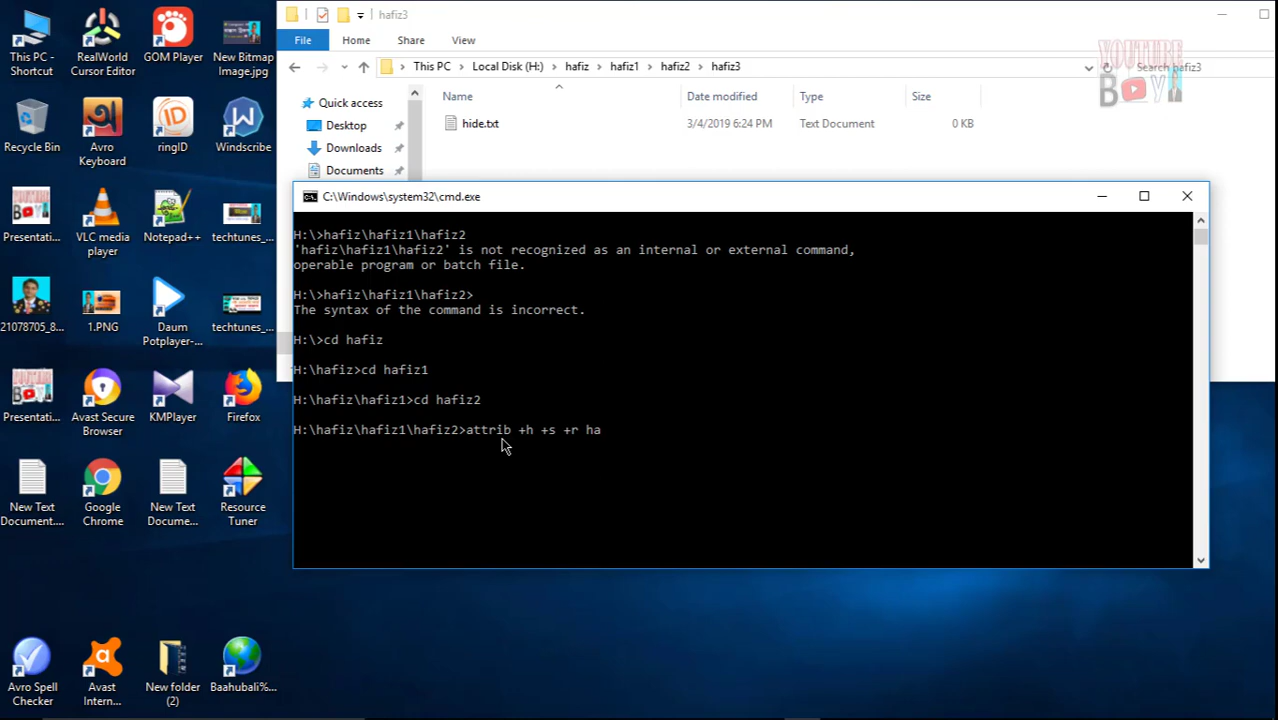 hafiz3
File
Home
Share
View
This PC
Local Disk (H:)
hafiz
hafiz1
hafiz2
hafiz3
Search hafiz3
YOUTUBE
BOY
Quick access
Desktop
Downloads
Documents
Name
Date modified
Type
Size
hide.txt
3/4/2019 6:24 PM
Text Document
0 KB
C:\Windows\system32\cmd.exe
H:\>hafiz\hafiz1\hafiz2
'hafiz\hafiz1\hafiz2' is not recognized as an internal or external command,
operable program or batch file.
H:\>hafiz\hafiz1\hafiz2>
The syntax of the command is incorrect.
H:\>cd hafiz
H:\hafiz>cd hafiz1
H:\hafiz\hafiz1>cd hafiz2
H:\hafiz\hafiz1\hafiz2>attrib +h +s +r ha
This PC -
Shortcut
RealWorld
Cursor Editor
GOM Player
New Bitmap
Image.jpg
Recycle Bin
Avro
Keyboard
ringID
Windscribe
Presentati...
VLC media
player
Notepad++
techtunes_...
21078705_8...
1.PNG
Daum
Potplayer-...
techtunes_...
Presentati...
Avast Secure
Browser
KMPlayer
Firefox
New Text
Document....
Google
Chrome
New Text
Docume...
Resource
Tuner
Avro Spell
Checker
Avast
Intern...
New folder
(2)
Baahubali%...